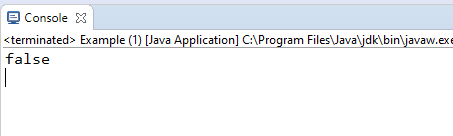 Console
<terminated> Example (1) [Java Application] C:\Program Files\Java\jdk\bin\javaw.exe
false